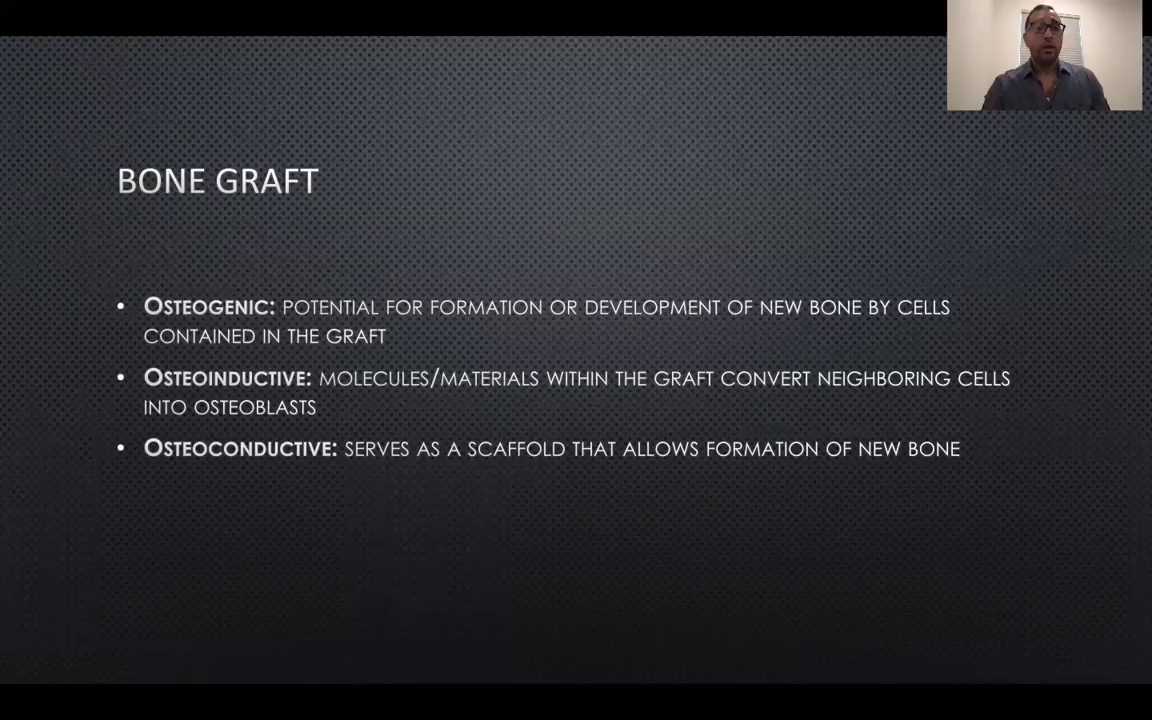 BONE GRAFT
• OSTEOGENIC: POTENTIAL FOR FORMATION OR DEVELOPMENT OF NEW BONE BY CELLS
CONTAINED IN THE GRAFT
• OSTEOINDUCTIVE: MOLECULES/MATERIALS WITHIN THE GRAFT CONVERT NEIGHBORING CELLS
INTO OSTEOBLASTS
• OSTEOCONDUCTIVE: SERVES AS A SCAFFOLD THAT ALLOWS FORMATION OF NEW BONE